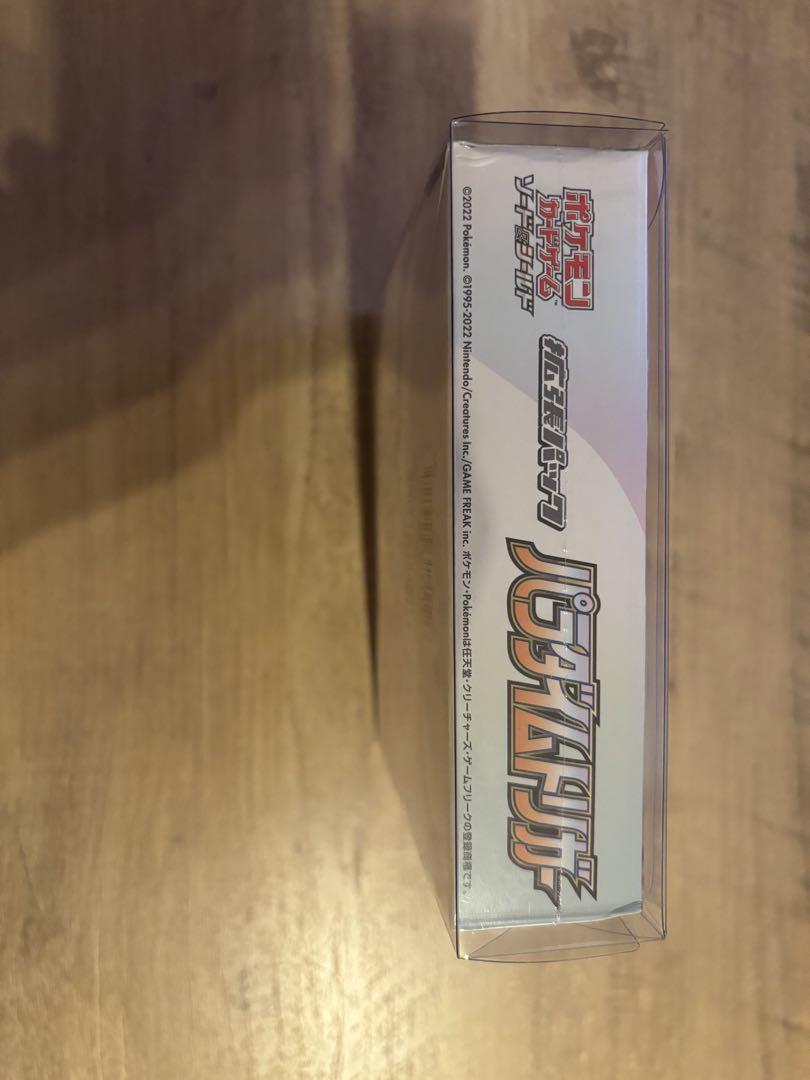 ポケモン
カードゲーム™
ソード&シールド
拡張パック
パラダイムトリガー
©2022 Pokémon. ©1995-2022 Nintendo/Creatures Inc./GAME FREAK inc. ポケモン・Pokémonは任天堂・クリーチャーズ・ゲームフリークの登録商標です。